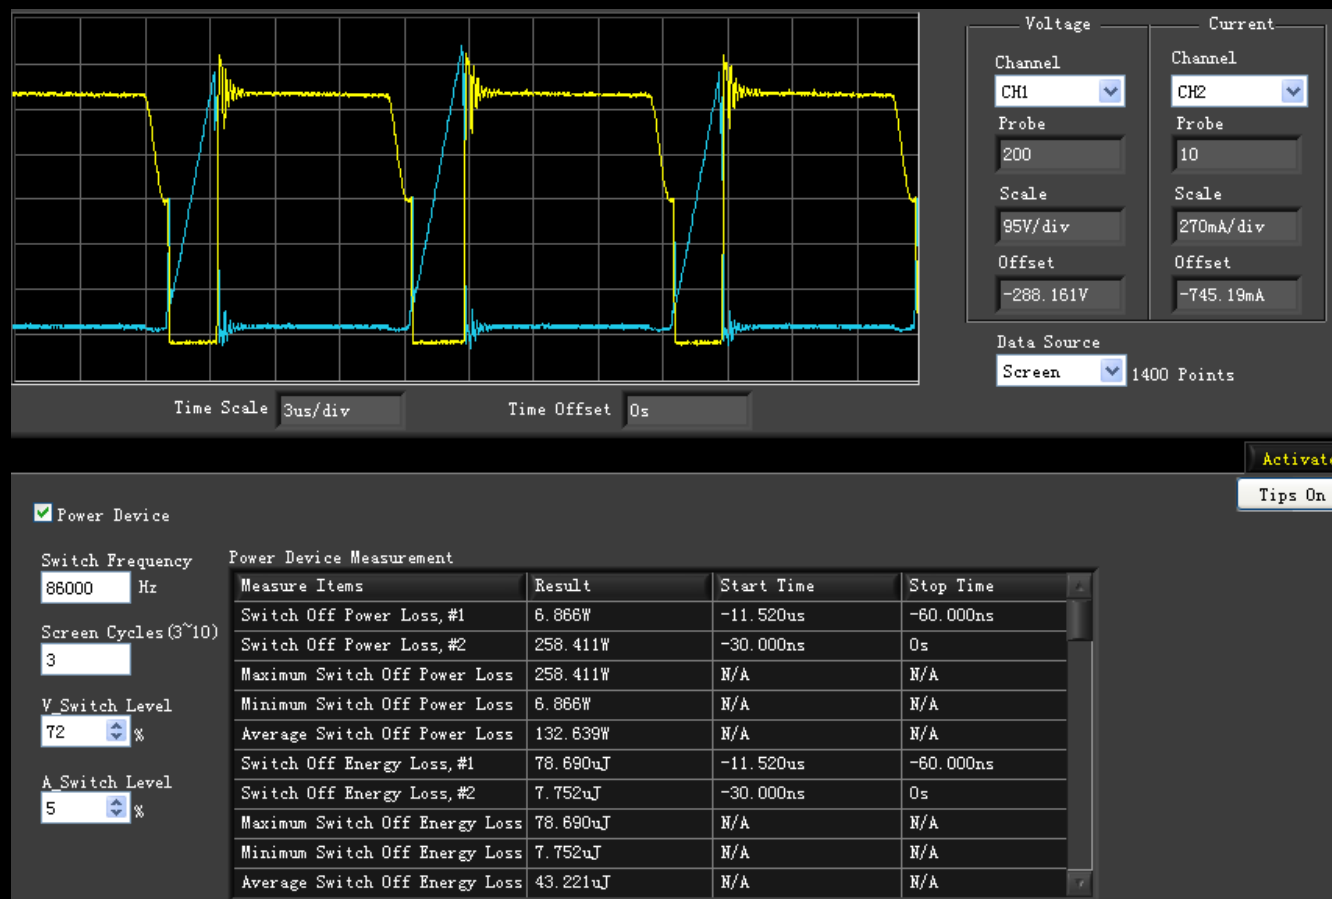 Voltage Current
Channel Channel
CH1 CH2
Probe Probe
200 10
Scale Scale
95V/div 270mA/div
Offset Offset
-288.161V -745.19mA
Data Source
Screen 1400 Points
Time Scale 3us/div Time Offset 0s
Activate
Tips On
Power Device
Switch Frequency
86000 Hz
Screen Cycles(3~10)
3
V_Switch Level
72 %
A_Switch Level
5 %
Power Device Measurement
Measure Items Result Start Time Stop Time
Switch Off Power Loss,#1 6.866W -11.520us -60.000ns
Switch Off Power Loss,#2 258.411W -30.000ns 0s
Maximum Switch Off Power Loss 258.411W N/A N/A
Minimum Switch Off Power Loss 6.866W N/A N/A
Average Switch Off Power Loss 132.639W N/A N/A
Switch Off Energy Loss,#1 78.690uJ -11.520us -60.000ns
Switch Off Energy Loss,#2 7.752uJ -30.000ns 0s
Maximum Switch Off Energy Loss 78.690uJ N/A N/A
Minimum Switch Off Energy Loss 7.752uJ N/A N/A
Average Switch Off Energy Loss 43.221uJ N/A N/A